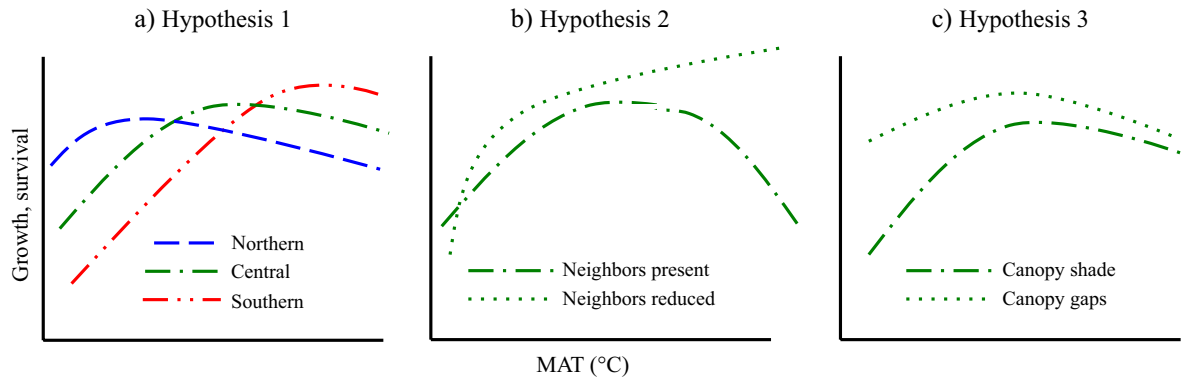 a) Hypothesis 1
b) Hypothesis 2
c) Hypothesis 3
Growth, survival
Northern
Central
Southern
Neighbors present
Neighbors reduced
Canopy shade
Canopy gaps
MAT (°C)